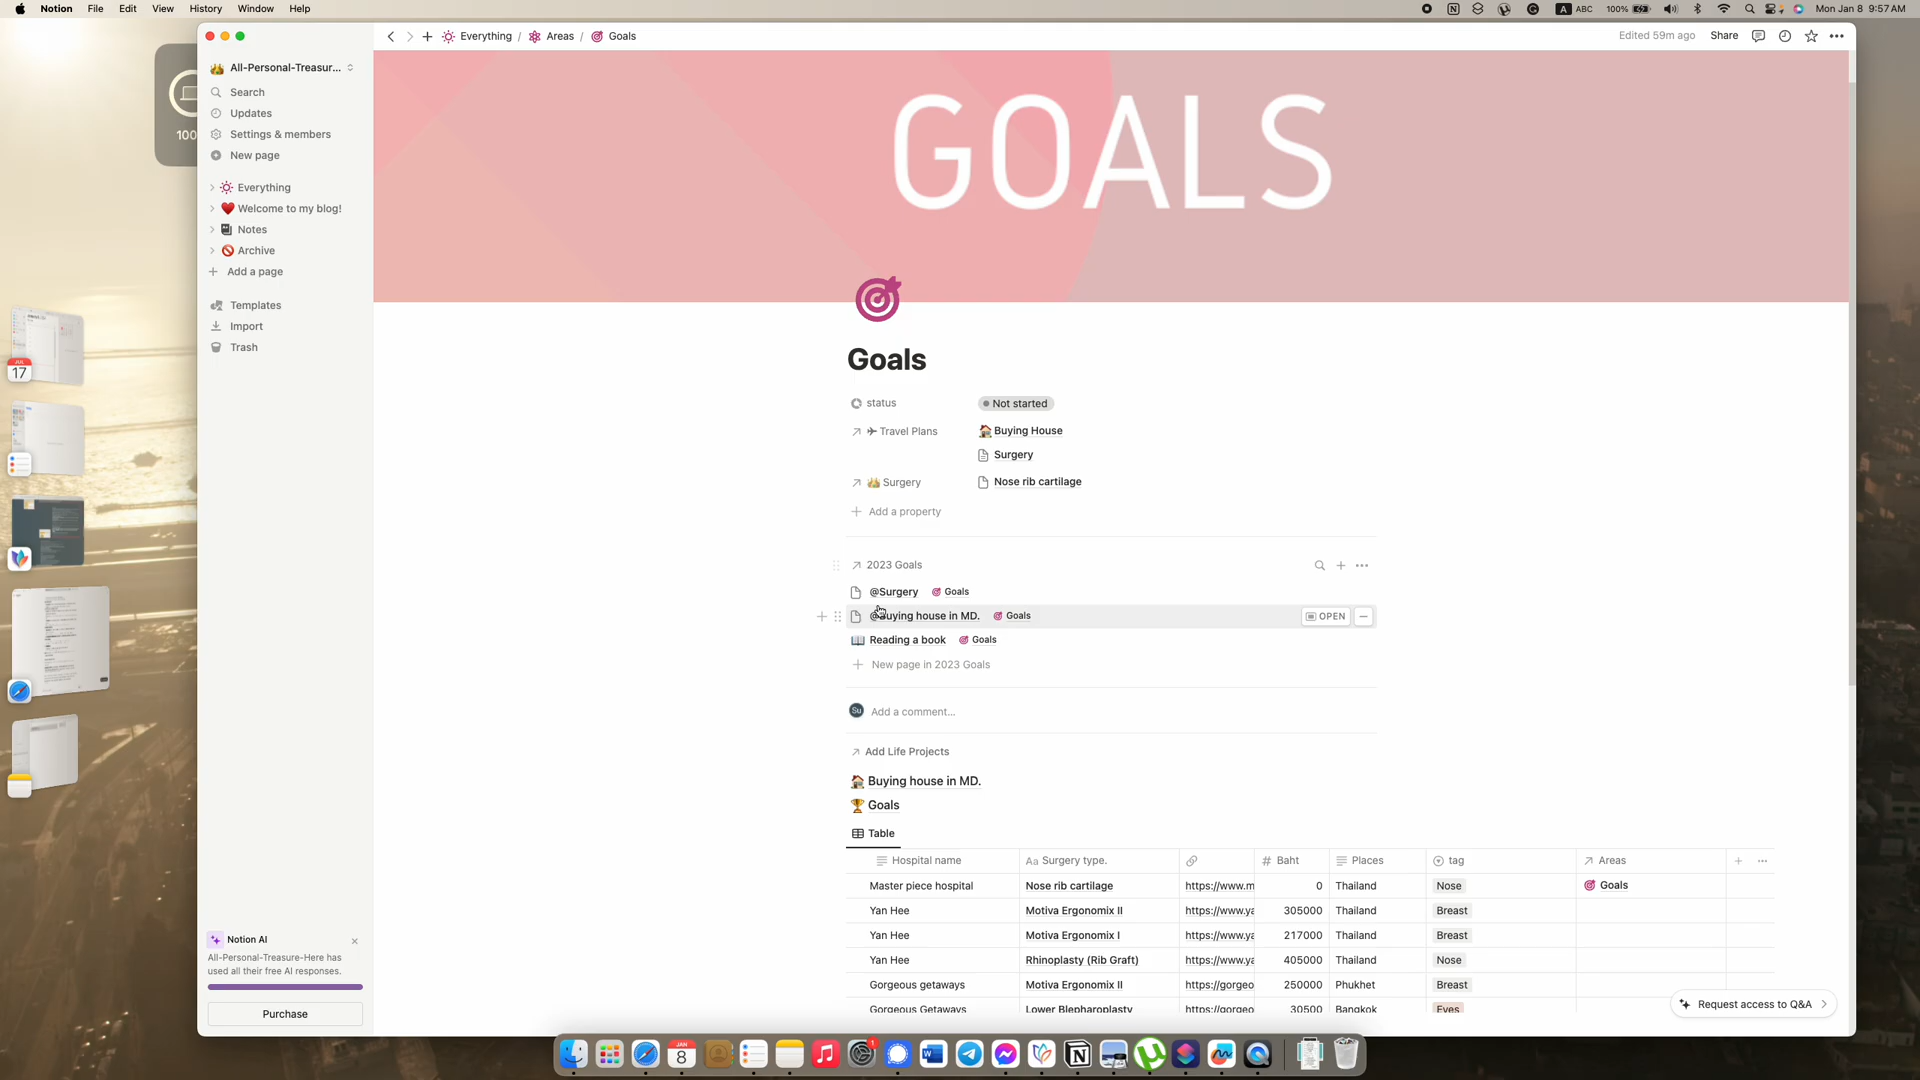 Notion File Edit View History Window Help
A ABC 100% Mon Jan 8 9:57AM
Everything / Areas / Goals
Edited 59m ago Share
All-Personal-Treasur...
Search
Updates
Settings & members
New page
Everything
Welcome to my blog!
Notes
Archive
Add a page
Templates
Import
Trash
JUL
17
100
GOALS
Goals
status Not started
Travel Plans Buying House
Surgery
Surgery Nose rib cartilage
Add a property
2023 Goals
@Surgery Goals
@Buying house in MD. Goals OPEN
Reading a book Goals
New page in 2023 Goals
Su Add a comment...
Add Life Projects
Buying house in MD.
Goals
Table
Hospital name Aa Surgery type. # Baht Places tag Areas
Master piece hospital Nose rib cartilage https://www.m 0 Thailand Nose Goals
Yan Hee Motiva Ergonomix II https://www.ya 305000 Thailand Breast
Yan Hee Motiva Ergonomix I https://www.ya 217000 Thailand Breast
Yan Hee Rhinoplasty (Rib Graft) https://www.ya 405000 Thailand Nose
Gorgeous getaways Motiva Ergonomix II https://gorgeo 250000 Phukhet Breast
Gorgeous Getaways Lower Blepharoplasty https://gorgeo 30500 Bangkok Eyes
Notion AI
All-Personal-Treasure-Here has
used all their free AI responses.
Purchase
Request access to Q&A
JAN
8
1